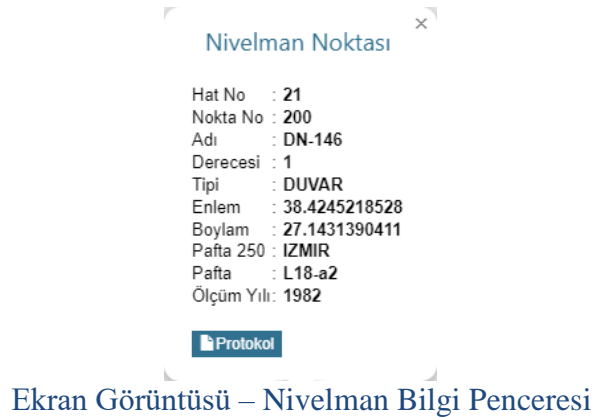 ×
Nivelman Noktası
Hat No : 21
Nokta No : 200
Adı : DN-146
Derecesi : 1
Tipi : DUVAR
Enlem : 38.4245218528
Boylam : 27.1431390411
Pafta 250 : IZMIR
Pafta : L18-a2
Ölçüm Yılı: 1982
Protokol
Ekran Görüntüsü – Nivelman Bilgi Penceresi